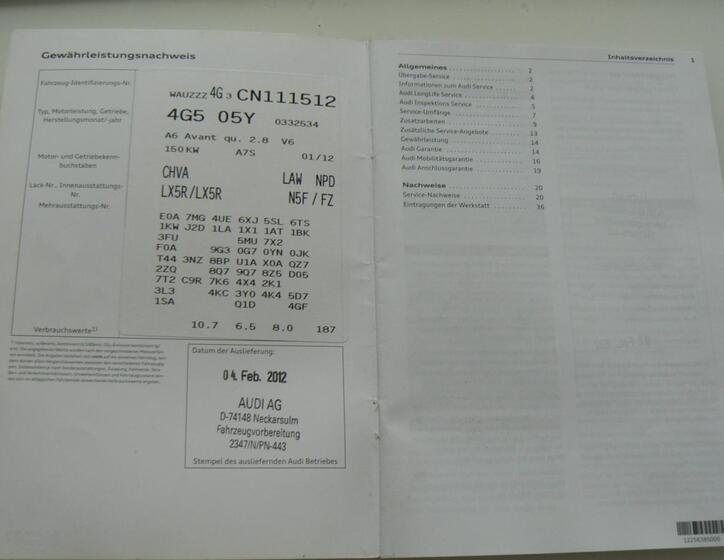 Gewährleistungsnachweis
Fahrzeug-Identifizierungs-Nr.
WAUZZZ 4G 3 CN111512
Typ, Motorleistung, Getriebe,
Herstellungsmonat/-jahr
4G5 05Y 0332534
A6 Avant qu. 2.8 V6
150KW A7S 01/12
Motor- und Getriebekenn-
buchstaben
CHVA LAW NPD
Lack-Nr., Innenausstattungs-
Nr.
LX5R/LX5R N5F / FZ
Mehrausstattungs-Nr.
E0A 7MG 4UE 6XJ 5SL 6TS
1KW J2D 1LA 1X1 1AT 1BK
3FU 5MU 7X2
F0A 9G3 0G7 0YN 0JK
T44 3NZ 8BP U1A X0A QZ7
2ZQ 8Q7 9Q7 8Z5 D05
7T2 C9R 7K6 4X4 2K1
3L3 4KC 3Y0 4K4 5D7
1SA Q1D 4GF
Verbrauchswerte1)
10.7 6.5 8.0 187
Datum der Auslieferung:
04. Feb. 2012
AUDI AG
D-74148 Neckarsulm
Fahrzeugvorbereitung
2347/N/PN-443
Stempel des ausliefernden Audi Betriebes
Inhaltsverzeichnis 1
Allgemeines 2
Übergabe-Service 2
Informationen zum Audi Service 2
Audi LongLife Service 4
Audi Inspektions Service 5
Service-Umfänge 7
Zusatzarbeiten 9
Zusätzliche Service-Angebote 13
Gewährleistung 14
Audi Garantie 14
Audi Mobilitätsgarantie 16
Audi Anschlussgarantie 19
Nachweise 20
Service-Nachweise 20
Eintragungen der Werkstatt 36